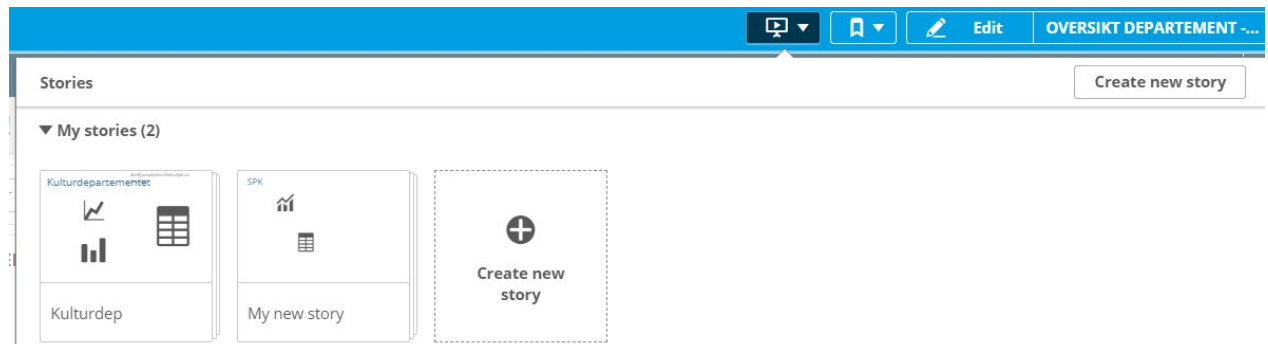 Edit
OVERSIKT DEPARTEMENT -...
Stories
Create new story
My stories (2)
Kulturdepartementet
SPK
Create new
story
Kulturdep
My new story